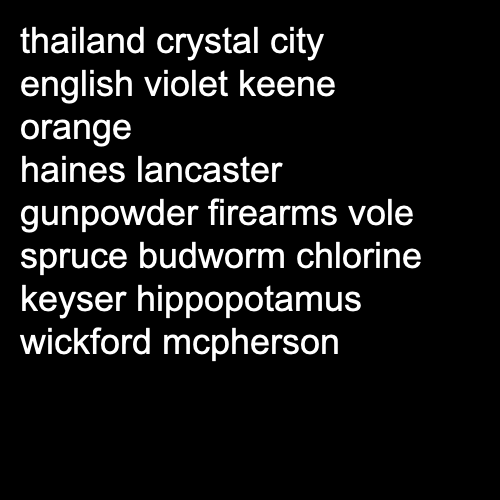 thailand crystal city
english violet keene
orange
haines lancaster
gunpowder firearms vole
spruce budworm chlorine
keyser hippopotamus
wickford mcpherson